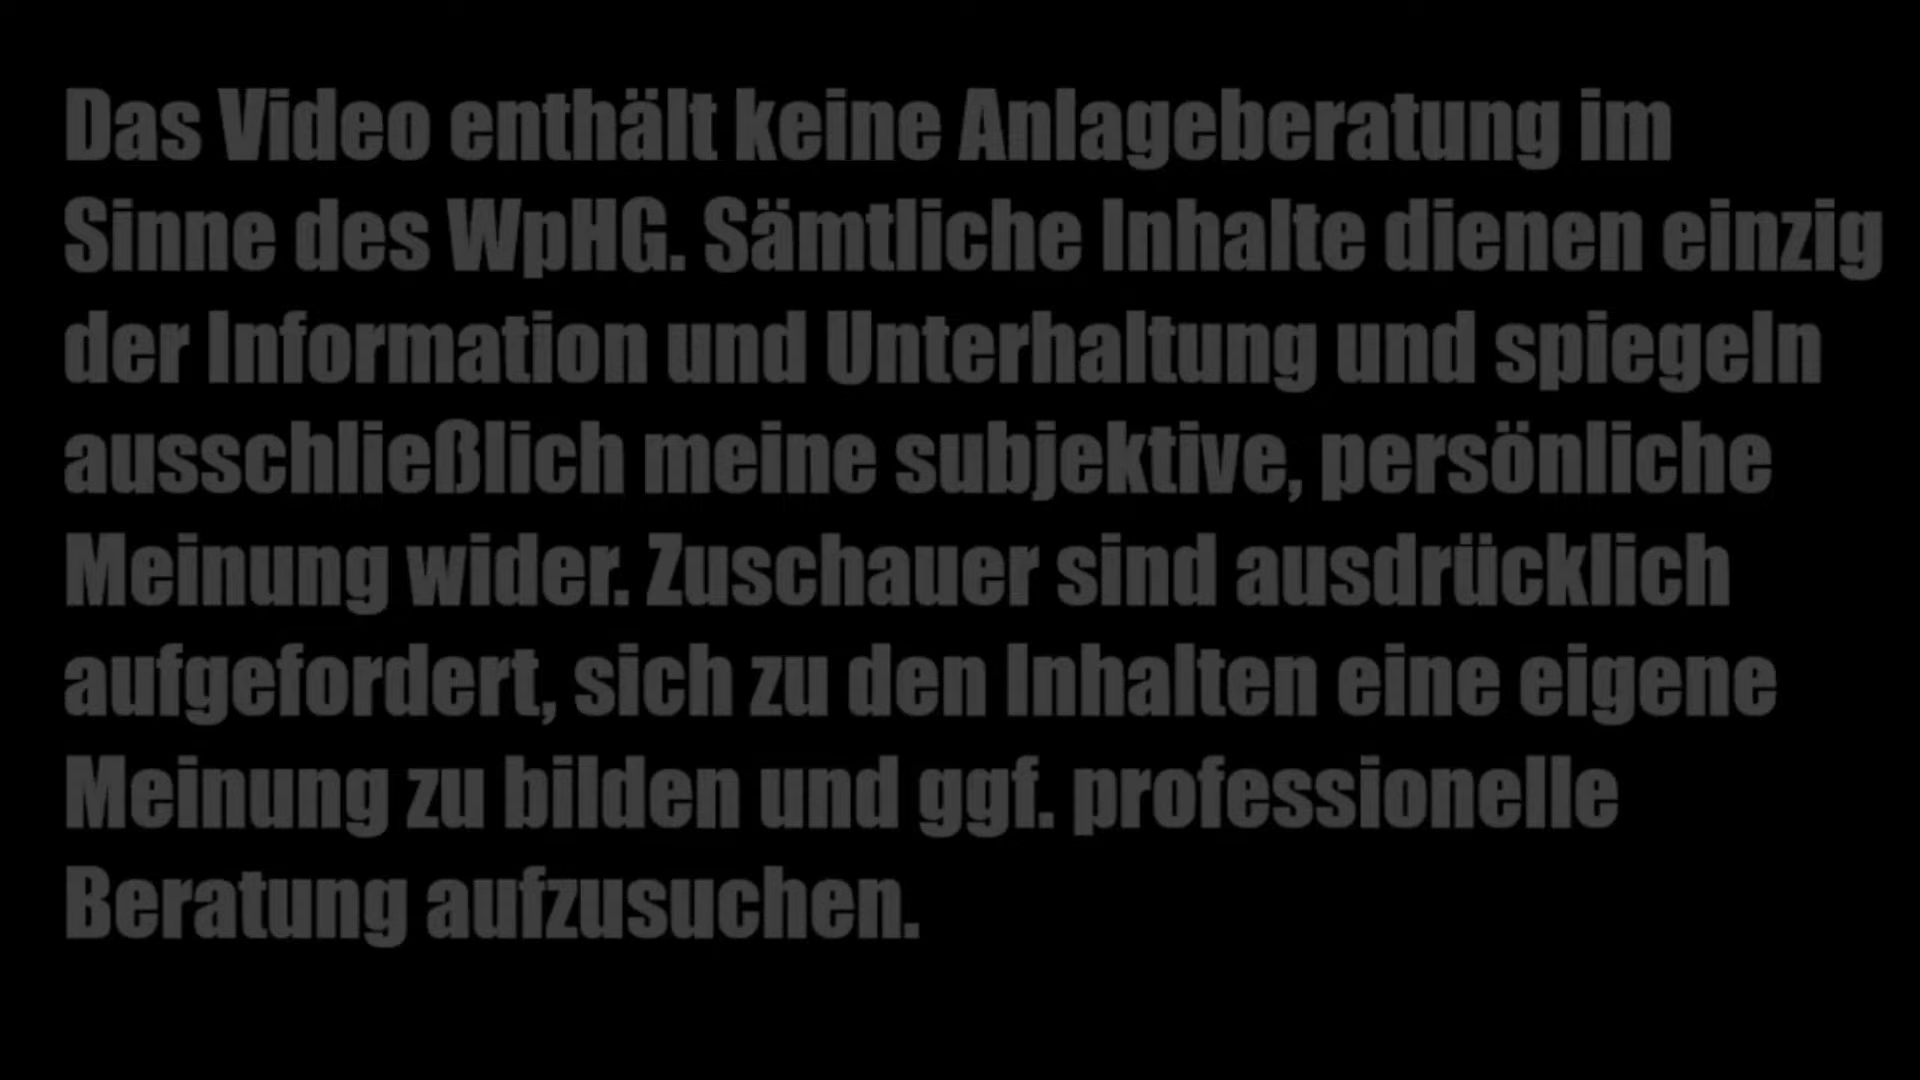 Das Video enthält keine Anlageberatung im
Sinne des WpHG. Sämtliche Inhalte dienen einzig
der Information und Unterhaltung und spiegeln
ausschließlich meine subjektive, persönliche
Meinung wider. Zuschauer sind ausdrücklich
aufgefordert, sich zu den Inhalten eine eigene
Meinung zu bilden und ggf. professionelle
Beratung aufzusuchen.